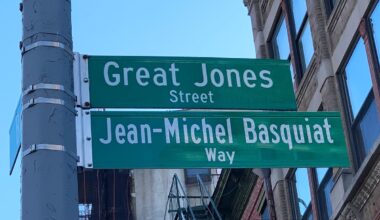 Great Jones
Street
Jean-Michel Basquiat
Way